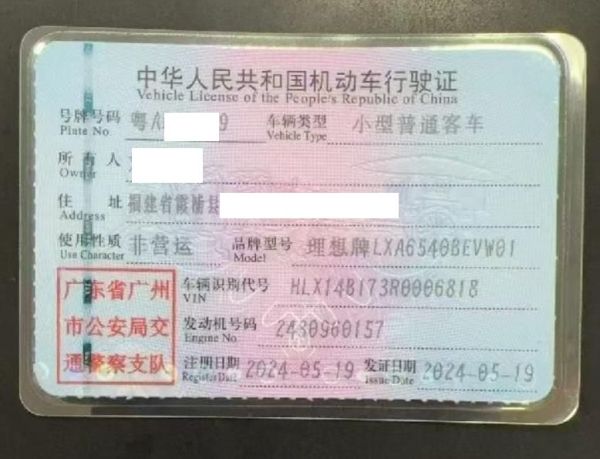 中华人民共和国机动车行驶证
Vehicle License of the People's Republic of China
号牌号码 粤A 9 车辆类型 小型普通客车
Plate No Vehicle Type
所有人
Owner
住址 福建省霞浦县
Address
使用性质 非营运 品牌型号 理想牌LXA6540BEVW01
Use Character Model
广东省广州
市公安局交
通警察支队
车辆识别代号 HLX14B173R0006818
VIN
发动机号码 2430960157
Engine No
注册日期 2024-05-19 发证日期 2024-05-19
Register Date Issue Date